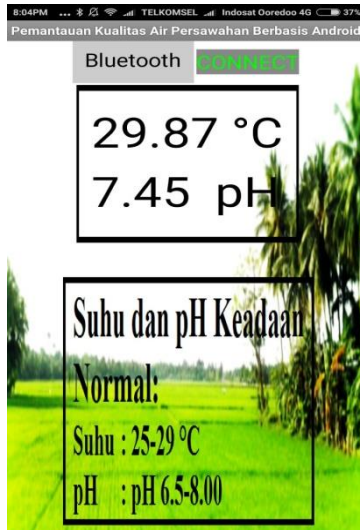 8:04PM ... TELKOMSEL Indosat Ooredoo 4G 37%
Pemantauan Kualitas Air Persawahan Berbasis Android
Bluetooth CONNECT
29.87 °C
7.45 pH
Suhu dan pH Keadaan
Normal:
Suhu : 25-29 °C
pH : pH 6.5-8.00